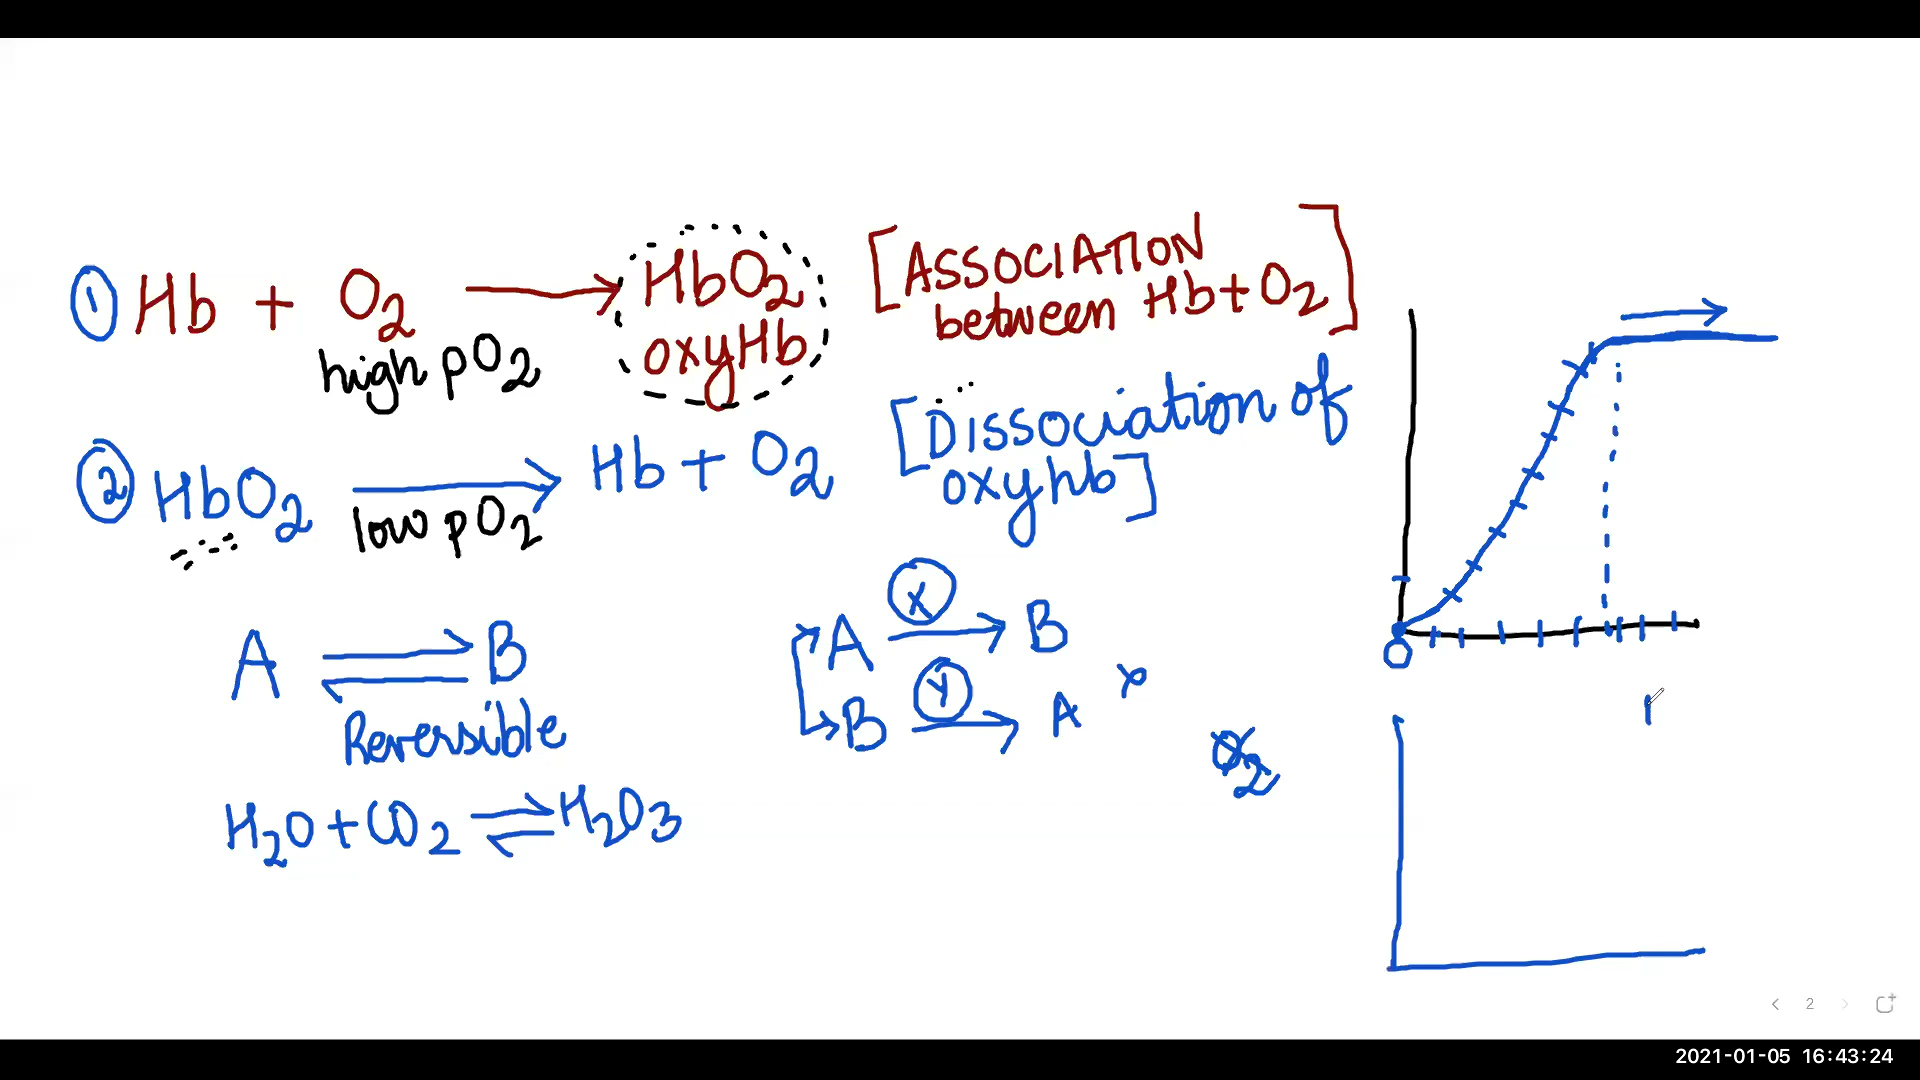 ① Hb + O2 → HbO2 [ASSOCIATION
high pO2 oxyHb between Hb+O2]
② HbO2 → Hb + O2 [Dissociation of
low pO2 oxyhb]
A ⇌ B
Reversible
H2O + CO2 ⇌ H2O3
X
A → B
Y
B → A
x
O2
O
2
2021-01-05 16:43:24